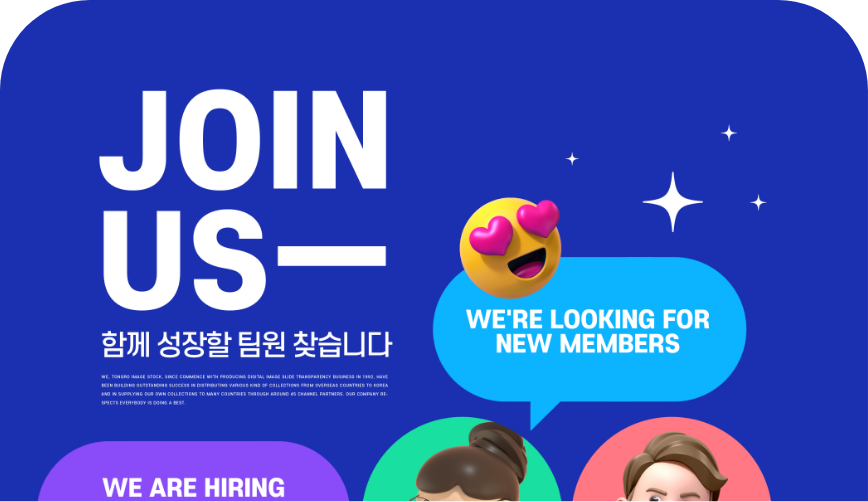 JOIN
US—
함께 성장할 팀원 찾습니다
WE, TONGRO IMAGE STOCK, SINCE COMMENCE WITH PRODUCING DIGITAL IMAGE SLIDE TRANSPARENCY BUSINESS IN 1993, HAVE
BEEN BUILDING OUTSTANDING SUCCESS IN DISTRIBUTING VARIOUS KIND OF COLLECTIONS FROM OVERSEAS COUNTRIES TO KOREA
AND IN SUPPLYING OUR OWN COLLECTIONS TO MANY COUNTRIES THROUGH AROUND 45 CHANNEL PARTNERS. OUR COMPANY RE-
SPECTS EVERYBODY IS DOING A BEST.
WE'RE LOOKING FOR
NEW MEMBERS
WE ARE HIRING